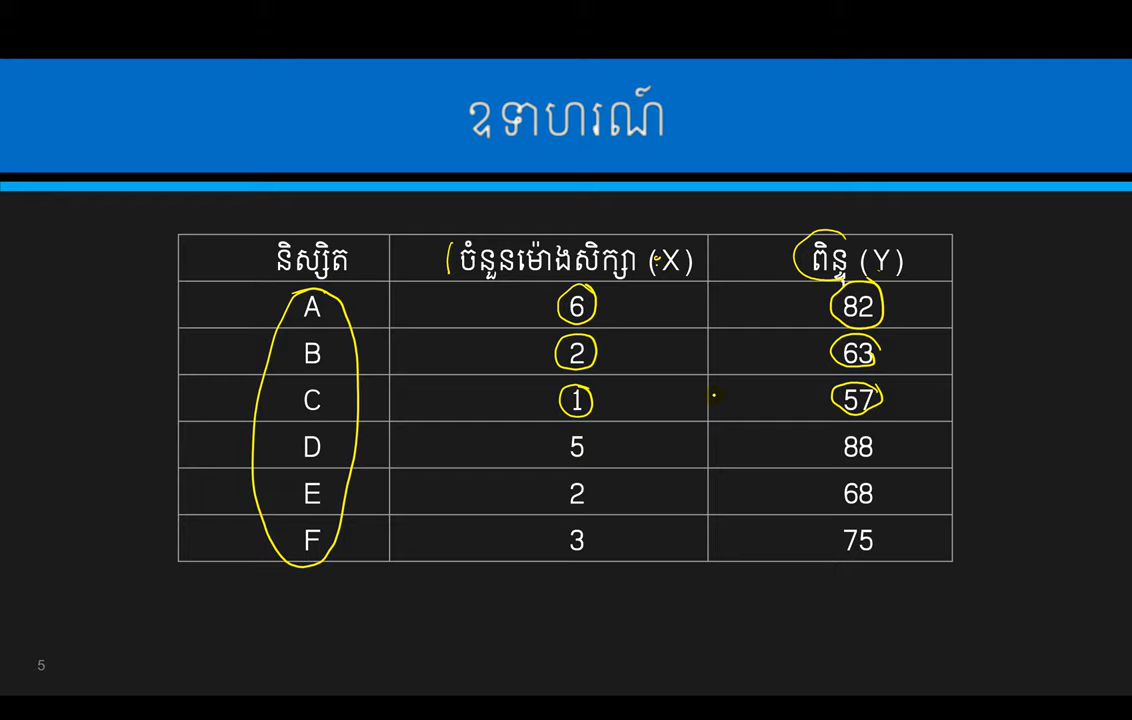 ឧទាហរណ៍
និស្សិត ចំនួនម៉ោងសិក្សា (X) ពិន្ទុ (Y)
A 6 82
B 2 63
C 1 57
D 5 88
E 2 68
F 3 75
5